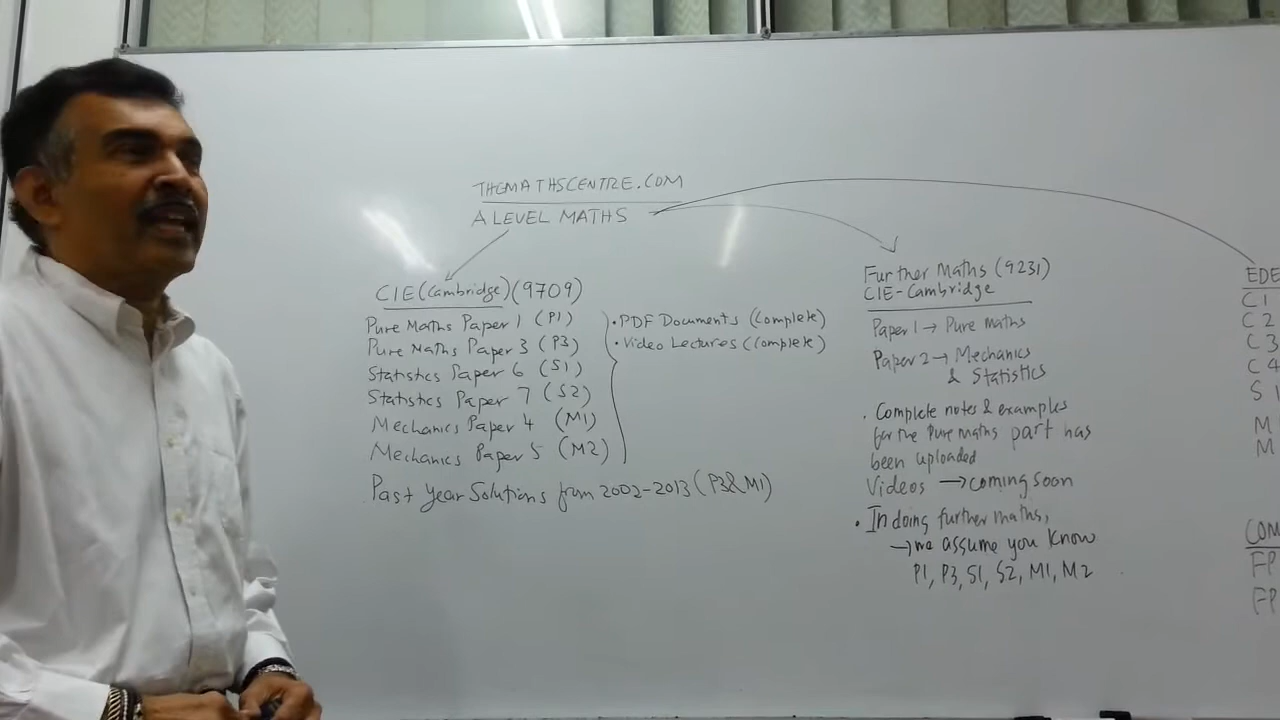 THEMATHSCENTRE.COM
A LEVEL MATHS
CIE(Cambridge)(9709)
Pure Maths Paper 1 (P1)
Pure Maths Paper 3 (P3)
Statistics Paper 6 (S1)
Statistics Paper 7 (S2)
Mechanics Paper 4 (M1)
Mechanics Paper 5 (M2)
• PDF Documents (Complete)
• Video Lectures (Complete)
Past Year Solutions from 2002-2013 (P3&M1)
Further Maths (9231)
CIE-Cambridge
Paper 1 → Pure maths
Paper 2 → Mechanics
& Statistics
• Complete notes & examples
for the Pure maths part has
been uploaded
Videos → coming soon
• In doing further maths,
→ we assume you know
P1, P3, S1, S2, M1, M2
EDE
C1
C2
C3
C4
S1
M
M
COM
FP
FP